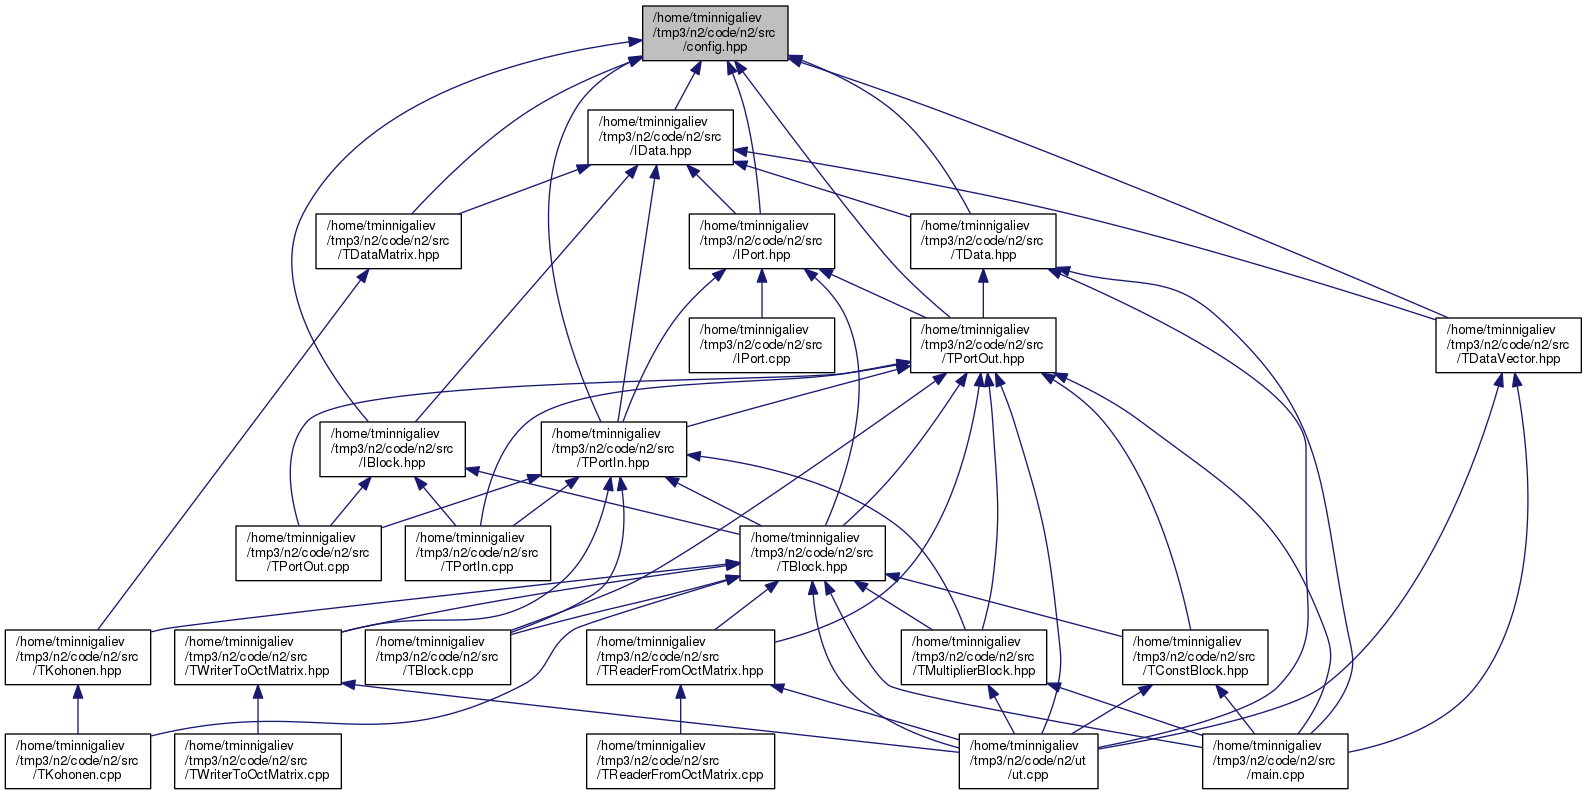 /home/tminnigaliev
/tmp3/n2/code/n2/src
/config.hpp
/home/tminnigaliev
/tmp3/n2/code/n2/src
/IData.hpp
/home/tminnigaliev
/tmp3/n2/code/n2/src
/TDataMatrix.hpp
/home/tminnigaliev
/tmp3/n2/code/n2/src
/IPort.hpp
/home/tminnigaliev
/tmp3/n2/code/n2/src
/TData.hpp
/home/tminnigaliev
/tmp3/n2/code/n2/src
/IPort.cpp
/home/tminnigaliev
/tmp3/n2/code/n2/src
/TPortOut.hpp
/home/tminnigaliev
/tmp3/n2/code/n2/src
/TDataVector.hpp
/home/tminnigaliev
/tmp3/n2/code/n2/src
/IBlock.hpp
/home/tminnigaliev
/tmp3/n2/code/n2/src
/TPortIn.hpp
/home/tminnigaliev
/tmp3/n2/code/n2/src
/TPortOut.cpp
/home/tminnigaliev
/tmp3/n2/code/n2/src
/TPortIn.cpp
/home/tminnigaliev
/tmp3/n2/code/n2/src
/TBlock.hpp
/home/tminnigaliev
/tmp3/n2/code/n2/src
/TKohonen.hpp
/home/tminnigaliev
/tmp3/n2/code/n2/src
/TWriterToOctMatrix.hpp
/home/tminnigaliev
/tmp3/n2/code/n2/src
/TBlock.cpp
/home/tminnigaliev
/tmp3/n2/code/n2/src
/TReaderFromOctMatrix.hpp
/home/tminnigaliev
/tmp3/n2/code/n2/src
/TMultiplierBlock.hpp
/home/tminnigaliev
/tmp3/n2/code/n2/src
/TConstBlock.hpp
/home/tminnigaliev
/tmp3/n2/code/n2/src
/TKohonen.cpp
/home/tminnigaliev
/tmp3/n2/code/n2/src
/TWriterToOctMatrix.cpp
/home/tminnigaliev
/tmp3/n2/code/n2/src
/TReaderFromOctMatrix.cpp
/home/tminnigaliev
/tmp3/n2/code/n2/ut
/ut.cpp
/home/tminnigaliev
/tmp3/n2/code/n2/src
/main.cpp